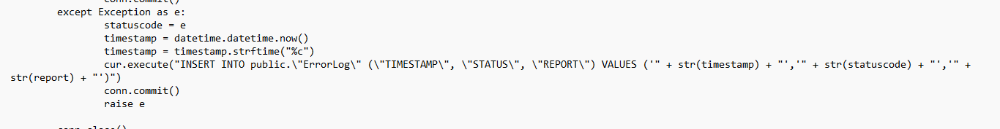 conn.commit()
except Exception as e:
statuscode = e
timestamp = datetime.datetime.now()
timestamp = timestamp.strftime("%c")
cur.execute("INSERT INTO public.\"ErrorLog\" (\"TIMESTAMP\", \"STATUS\", \"REPORT\") VALUES ('" + str(timestamp) + "','" + str(statuscode) + "','" +
str(report) + "')")
conn.commit()
raise e
conn.close()